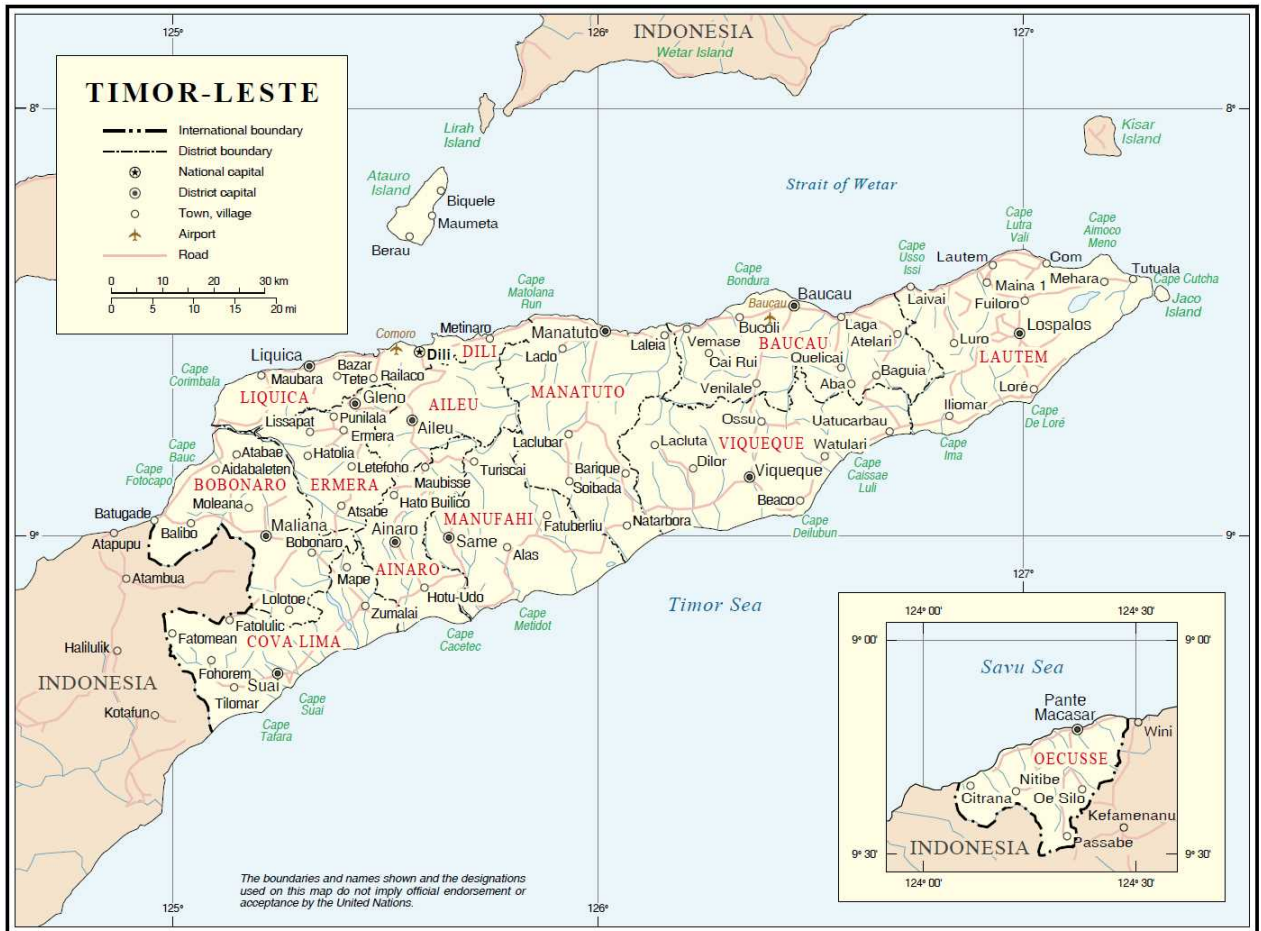 125°
126°
127°
INDONESIA
Wetar Island
TIMOR-LESTE
International boundary
District boundary
National capital
District capital
Town, village
Airport
Road
0 10 20 30 km
0 5 10 15 20 mi
8°
8°
Lirah
Island
Kisar
Island
Atauro
Island
Biquele
Maumeta
Berau
Strait of Wetar
Cape
Matolana
Run
Cape
Bondura
Cape
Usso
Issi
Cape
Lutra
Vali
Cape
Aimoco
Meno
Lautem
Com
Tutuala
Cape Cutcha
Mehara
Maina 1
Jaco
Island
Laivai
Fuiloro
Lospalos
Luro
LAUTEM
Loré
Iliomar
Cape
De Loré
Cape
Ima
Baucau
Baucau
Bucoli
Laga
Vemase
BAUCAU
Atelari
Cai Rui
Quelicai
Baguia
Venilale
Aba
Metinaro
Manatuto
Laleia
Laclo
MANATUTO
Comoro
Dili
DILI
Liquica
Bazar
Tete
Railaco
Cape
Corimbala
Maubara
LIQUICA
Gleno
AILEU
Lissapat
Punilala
Aileu
Ermera
Laclubar
Ossu
Uatucarbau
VIQUEQUE
Watulari
Lacluta
Dilor
Viqueque
Beaco
Cape
Caissae
Luli
Cape
Deilubun
Cape
Bauc
Cape
Fotocapo
Atabae
Aidabaleten
BOBONARO
Moleana
Hatolia
Letefoho
ERMERA
Maubisse
Turiscai
Barique
Soibada
Hato Builico
Atsabe
MANUFAHI
Fatuberliu
Natarbora
Batugade
Balibo
Maliana
Bobonaro
Ainaro
Same
Alas
9°
9°
Atapupu
Atambua
Mape
AINARO
Hotu-Udo
Zumalai
Lolotoe
Cape
Metidot
Cape
Cacetec
Timor Sea
127°
Fatolulic
Fatomean
COVA LIMA
Halilulik
Fohorem
Suai
Tilomar
INDONESIA
Kotafun
Cape
Suai
Cape
Tafara
124° 00'
124° 30'
9° 00'
9° 00'
Savu Sea
Pante
Macasar
Wini
OECUSSE
Nitibe
Citrana
Oe Silo
Kefamenanu
Passabe
INDONESIA
9° 30'
9° 30'
124° 00'
124° 30'
The boundaries and names shown and the designations
used on this map do not imply official endorsement or
acceptance by the United Nations.
125°
126°